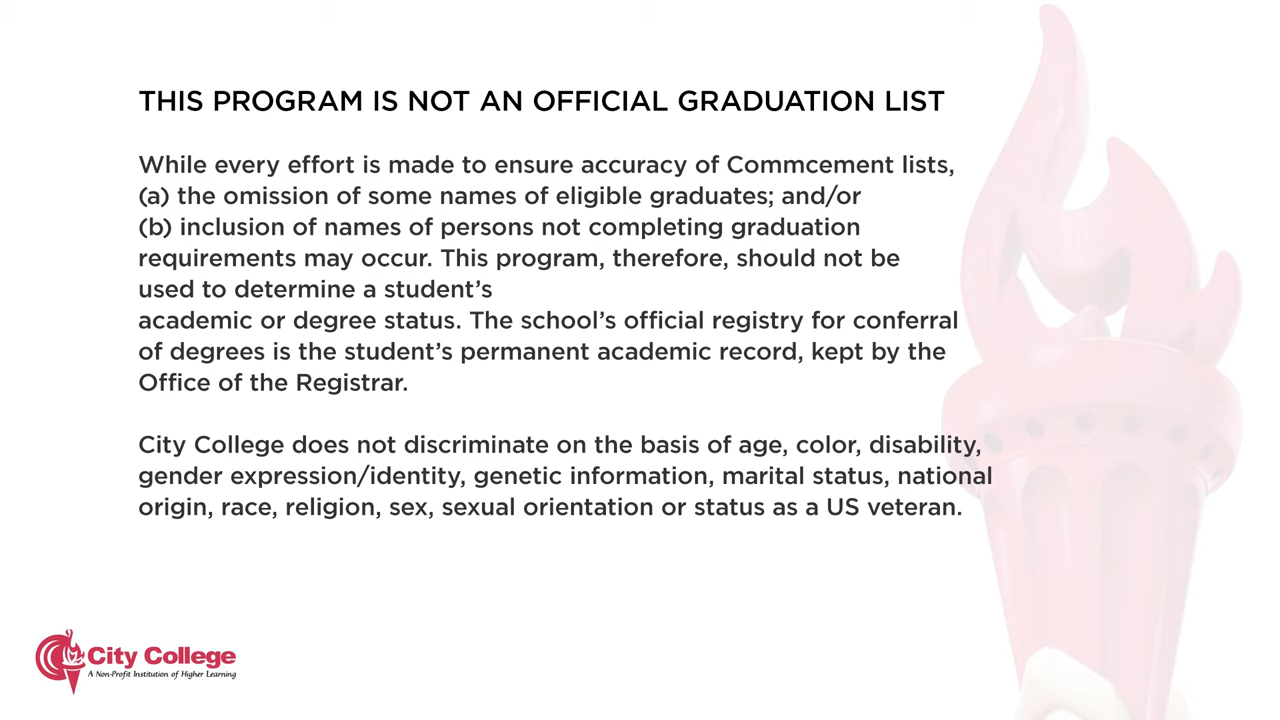 THIS PROGRAM IS NOT AN OFFICIAL GRADUATION LIST
While every effort is made to ensure accuracy of Commcement lists,
(a) the omission of some names of eligible graduates; and/or
(b) inclusion of names of persons not completing graduation
requirements may occur. This program, therefore, should not be
used to determine a student’s
academic or degree status. The school’s official registry for conferral
of degrees is the student’s permanent academic record, kept by the
Office of the Registrar.
City College does not discriminate on the basis of age, color, disability,
gender expression/identity, genetic information, marital status, national
origin, race, religion, sex, sexual orientation or status as a US veteran.
City College
A Non-Profit Institution of Higher Learning